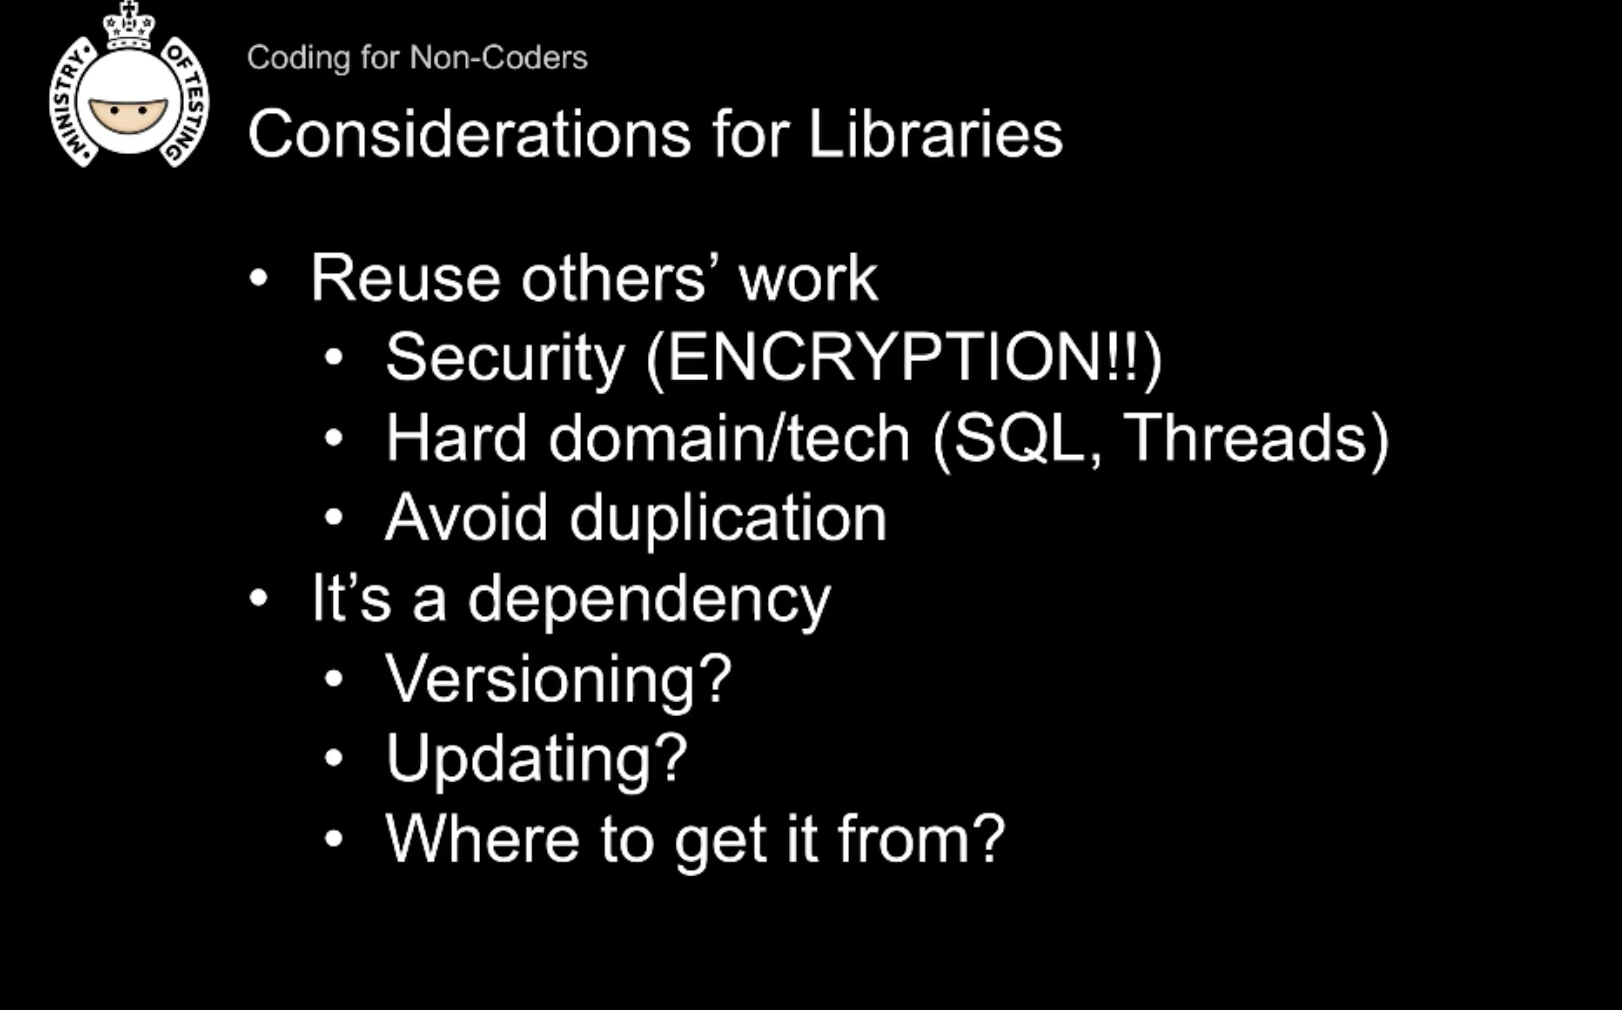 MINISTRY OF TESTING
Coding for Non-Coders
Considerations for Libraries
• Reuse others’ work
• Security (ENCRYPTION!!)
• Hard domain/tech (SQL, Threads)
• Avoid duplication
• It’s a dependency
• Versioning?
• Updating?
• Where to get it from?